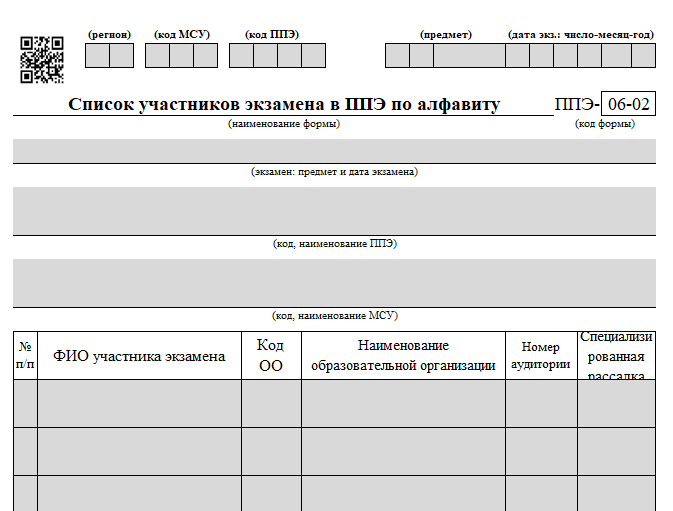 (регион) (код МСУ) (код ППЭ) (предмет) (дата экз.: число-месяц-год)
Список участников экзамена в ППЭ по алфавиту ППЭ- 06-02
(наименование формы) (код формы)
(экзамен: предмет и дата экзамена)
(код, наименование ППЭ)
(код, наименование МСУ)
№
п/п
ФИО участника экзамена
Код
ОО
Наименование
образовательной организации
Номер
аудитории
Специализи
рованная
рассадка